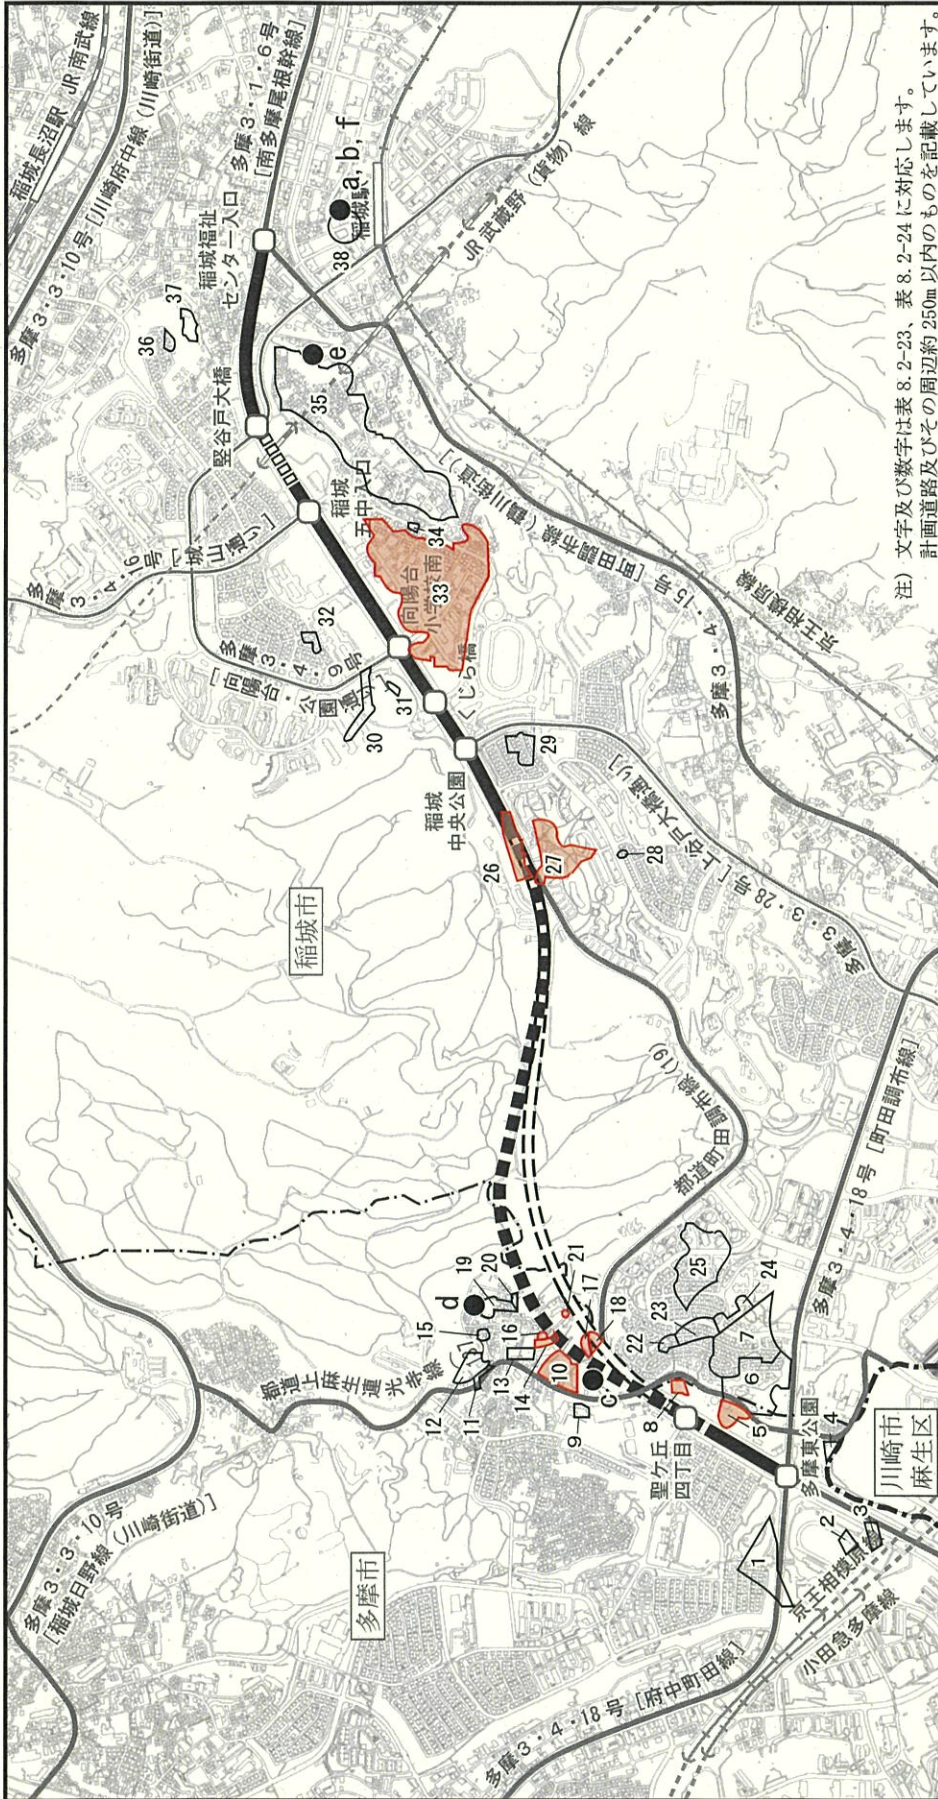 稲城長沼駅 JR南武線
多摩3・3・10号[川崎府中線(川崎街道)]
多摩3・1・6号
[南多摩尾根幹線]
稲城福祉
センター入口
37
36
38
稲城駅
a, b, f
竪谷戸大橋
e
35
JR武蔵野(貨物)線
多摩
3・4・16号
[城山通り]
稲城
五中入口
34
向陽台
小学校南
33
32
多摩
3・4・9号
[向陽台・
公園通り]
31
30
くじら橋
29
稲城
中央公園
26
27
28
多摩3・4・15号
[町田調布線(鶴川街道)]
京王相模原線
多摩3・3・28号[上谷戸大橋通り]
稲城市
都道町田調布線(19)
多摩3・4・18号[町田調布線]
d
19
20
21
15
16
17
18
12
11
13
14
10
9
c
8
22
23
24
25
7
6
5
4
都道上麻生連光寺線
聖ケ丘
四丁目
多摩東公園
川崎市
麻生区
多摩3・3・10号
[稲城日野線(川崎街道)]
多摩市
1
2
3
京王相模原線
小田急多摩線
多摩3・4・18号[府中町田線]
注)文字及び数字は表8.2-23、表8.2-24に対応します。
計画道路及びその周辺約250m以内のものを記載しています。